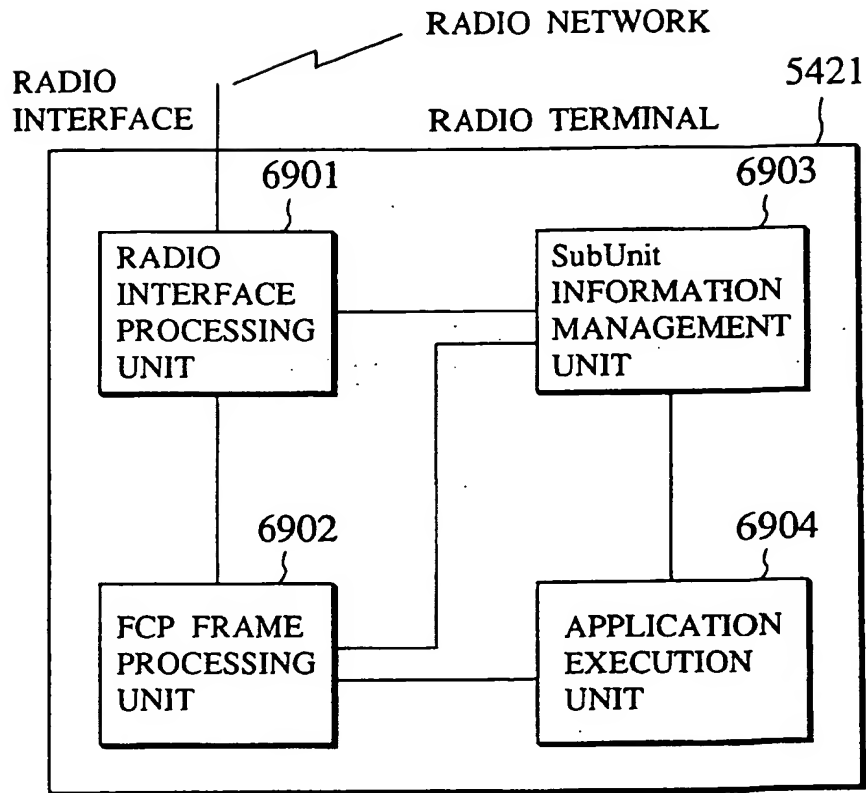 RADIO NETWORK
RADIO
INTERFACE
RADIO TERMINAL
5421
6901
RADIO
INTERFACE
PROCESSING
UNIT
6903
SubUnit
INFORMATION
MANAGEMENT
UNIT
6902
FCP FRAME
PROCESSING
UNIT
6904
APPLICATION
EXECUTION
UNIT